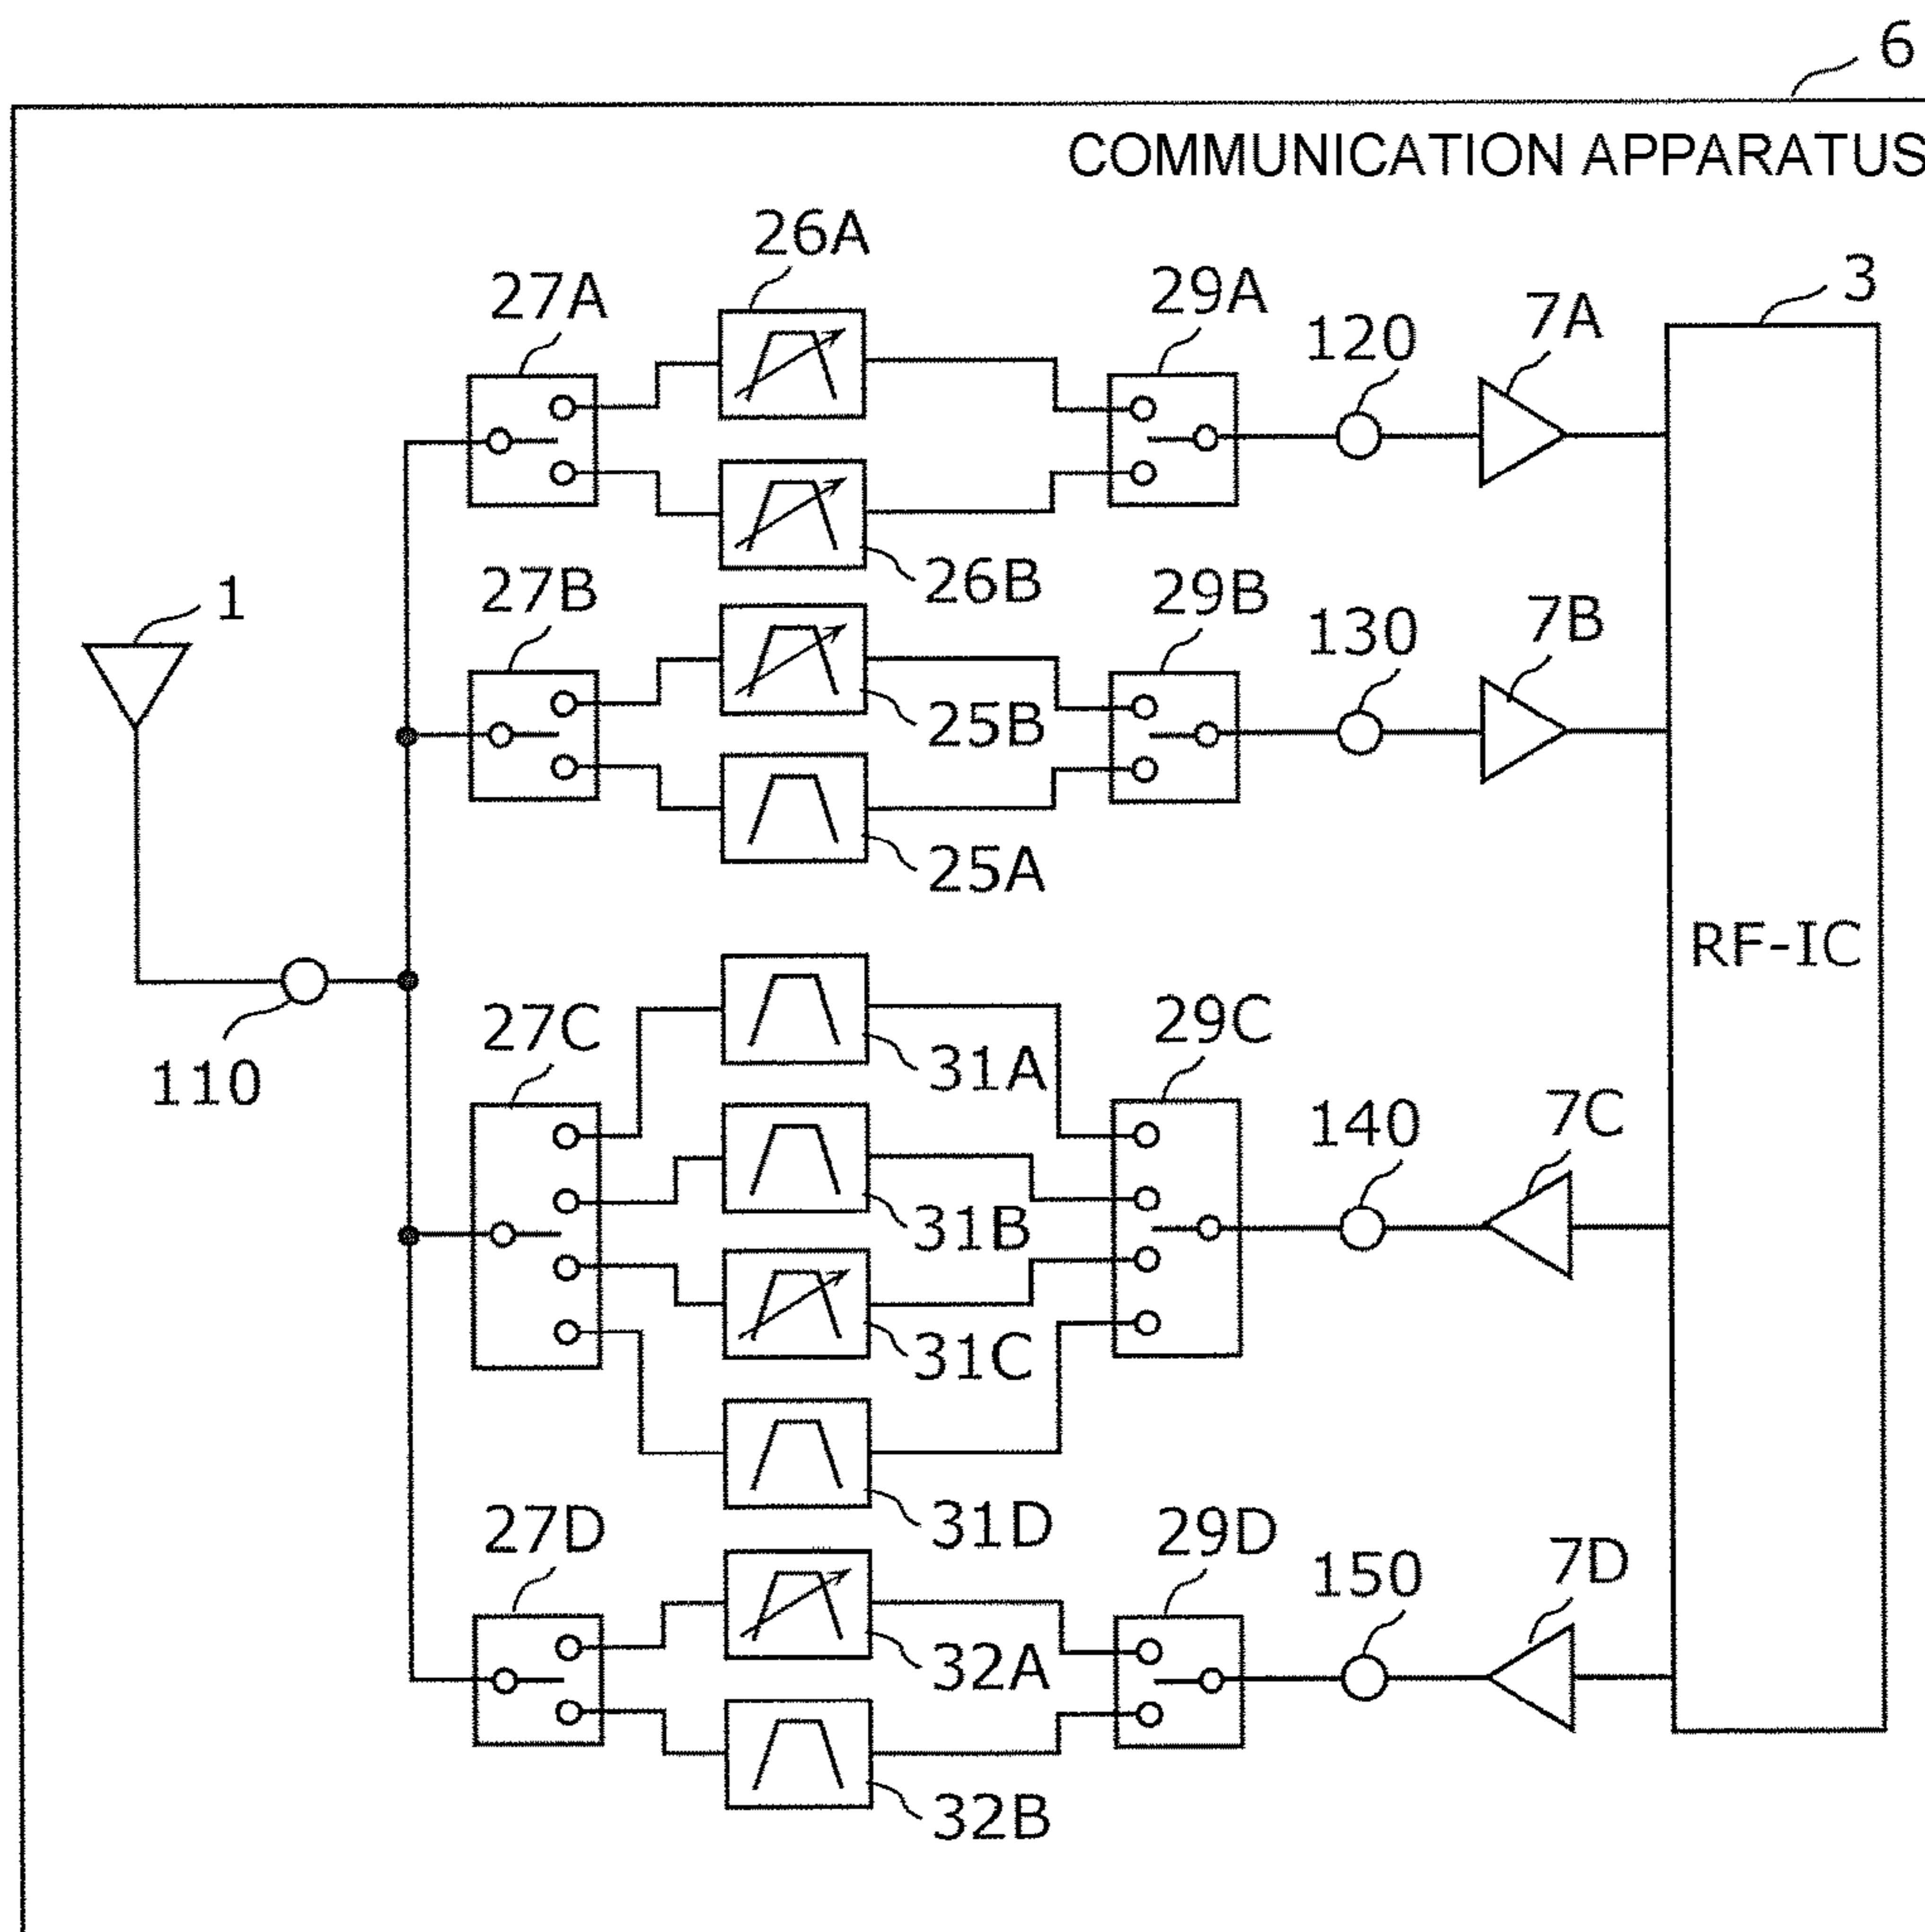 6
COMMUNICATION APPARATUS
26A
27A
29A
120
7A
3
26B
27B
29B
130
7B
1
25B
25A
RF-IC
110
27C
31A
29C
140
7C
31B
31C
31D
27D
29D
150
7D
32A
32B